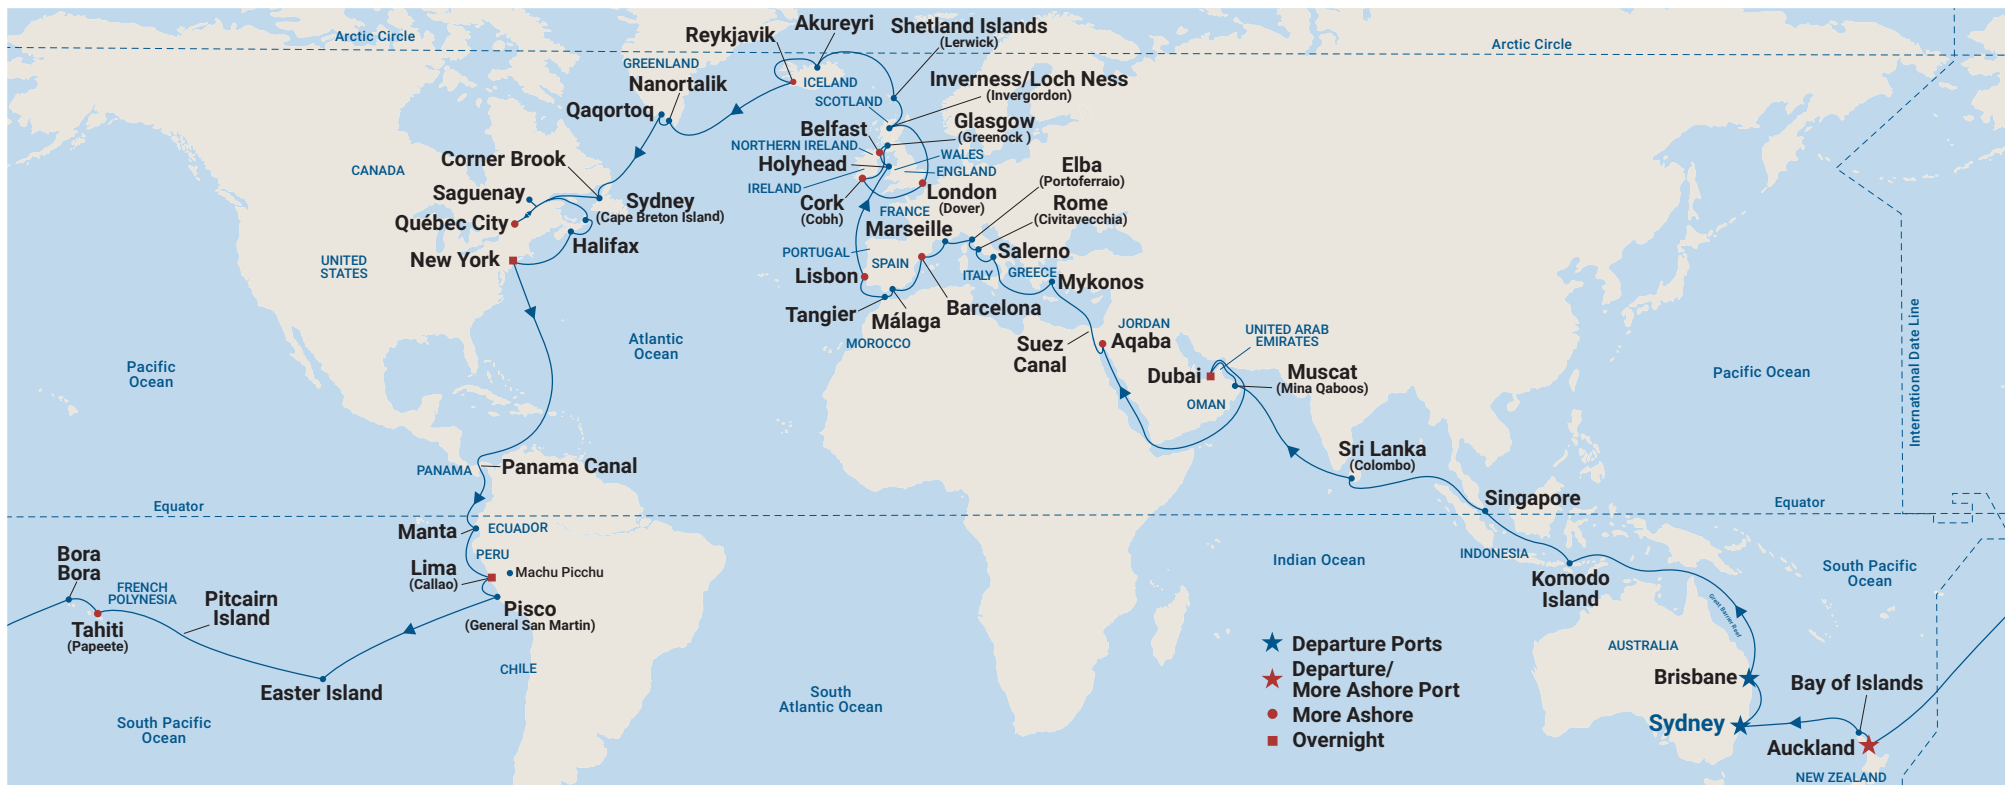 Arctic Circle
Arctic Circle
Reykjavik
Akureyri
Shetland Islands
(Lerwick)
GREENLAND
Nanortalik
ICELAND
Inverness/Loch Ness
(Invergordon)
SCOTLAND
Qaqortoq
Glasgow
(Greenock )
Belfast
NORTHERN IRELAND
WALES
Holyhead
ENGLAND
IRELAND
CANADA
Corner Brook
Saguenay
Sydney
(Cape Breton Island)
Québec City
Halifax
New York
UNITED
STATES
Cork
(Cobh)
London
(Dover)
Elba
(Portoferraio)
Rome
(Civitavecchia)
FRANCE
Marseille
PORTUGAL
SPAIN
Salerno
ITALY
GREECE
Mykonos
Lisbon
Barcelona
Tangier
Málaga
MOROCCO
Suez
Canal
JORDAN
Aqaba
UNITED ARAB
EMIRATES
Dubai
Muscat
(Mina Qaboos)
OMAN
Pacific
Ocean
Atlantic
Ocean
Pacific Ocean
International Date Line
PANAMA
Panama Canal
Sri Lanka
(Colombo)
Singapore
Equator
Equator
Manta
ECUADOR
PERU
Lima
(Callao)
Machu Picchu
Pisco
(General San Martin)
Bora
Bora
FRENCH
POLYNESIA
Tahiti
(Papeete)
Pitcairn
Island
Easter Island
CHILE
South Pacific
Ocean
South
Atlantic Ocean
Indian Ocean
INDONESIA
Komodo
Island
South Pacific
Ocean
Great Barrier Reef
AUSTRALIA
Brisbane
Sydney
Bay of Islands
Auckland
NEW ZEALAND
Departure Ports
Departure/
More Ashore Port
More Ashore
Overnight